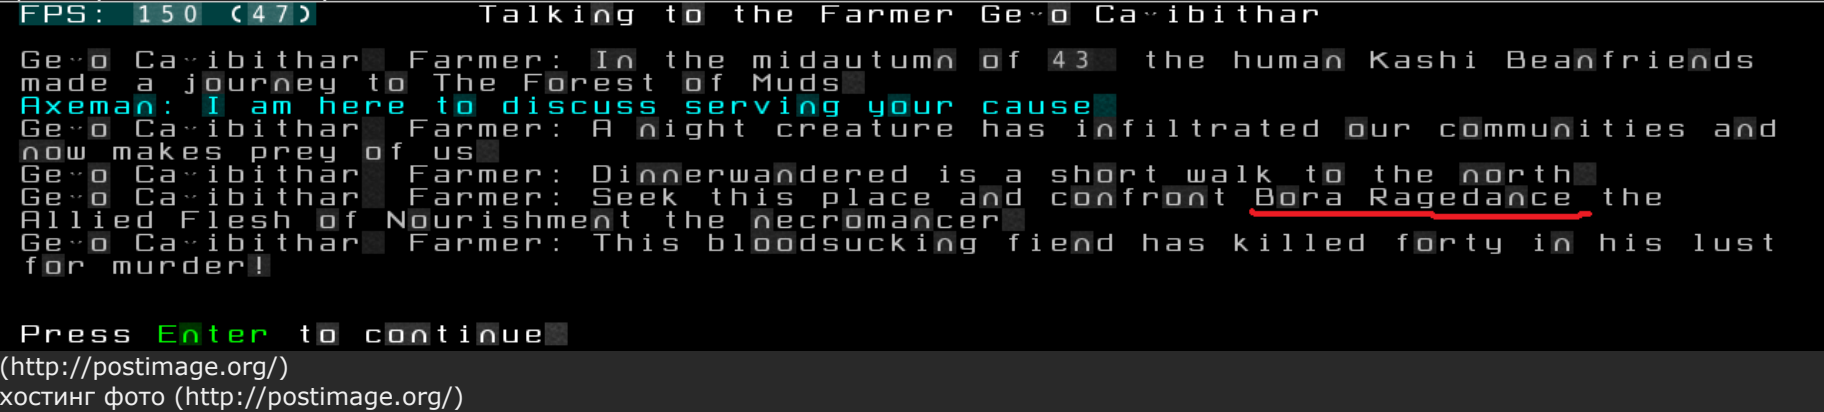 FPS: 150 (47) Talking to the Farmer Ge˅o Ca˅ibithar
Ge˅o Ca˅ibithar Farmer: In the midautumn of 43 the human Kashi Beanfriends
made a journey to The Forest of Muds
Axeman: I am here to discuss serving your cause
Ge˅o Ca˅ibithar Farmer: A night creature has infiltrated our communities and
now makes prey of us
Ge˅o Ca˅ibithar Farmer: Dinnerwandered is a short walk to the north
Ge˅o Ca˅ibithar Farmer: Seek this place and confront Bora Ragedance the
Allied Flesh of Nourishment the necromancer
Ge˅o Ca˅ibithar Farmer: This bloodsucking fiend has killed forty in his lust
for murder!
Press Enter to continue
(http://postimage.org/)
хостинг фото (http://postimage.org/)